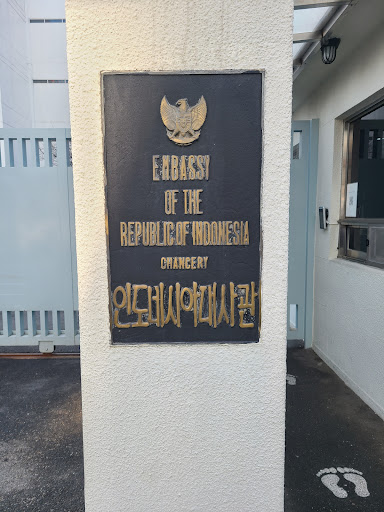 EMBASSY
OF THE
REPUBLIC OF INDONESIA
CHANCERY
인도네시아대사관